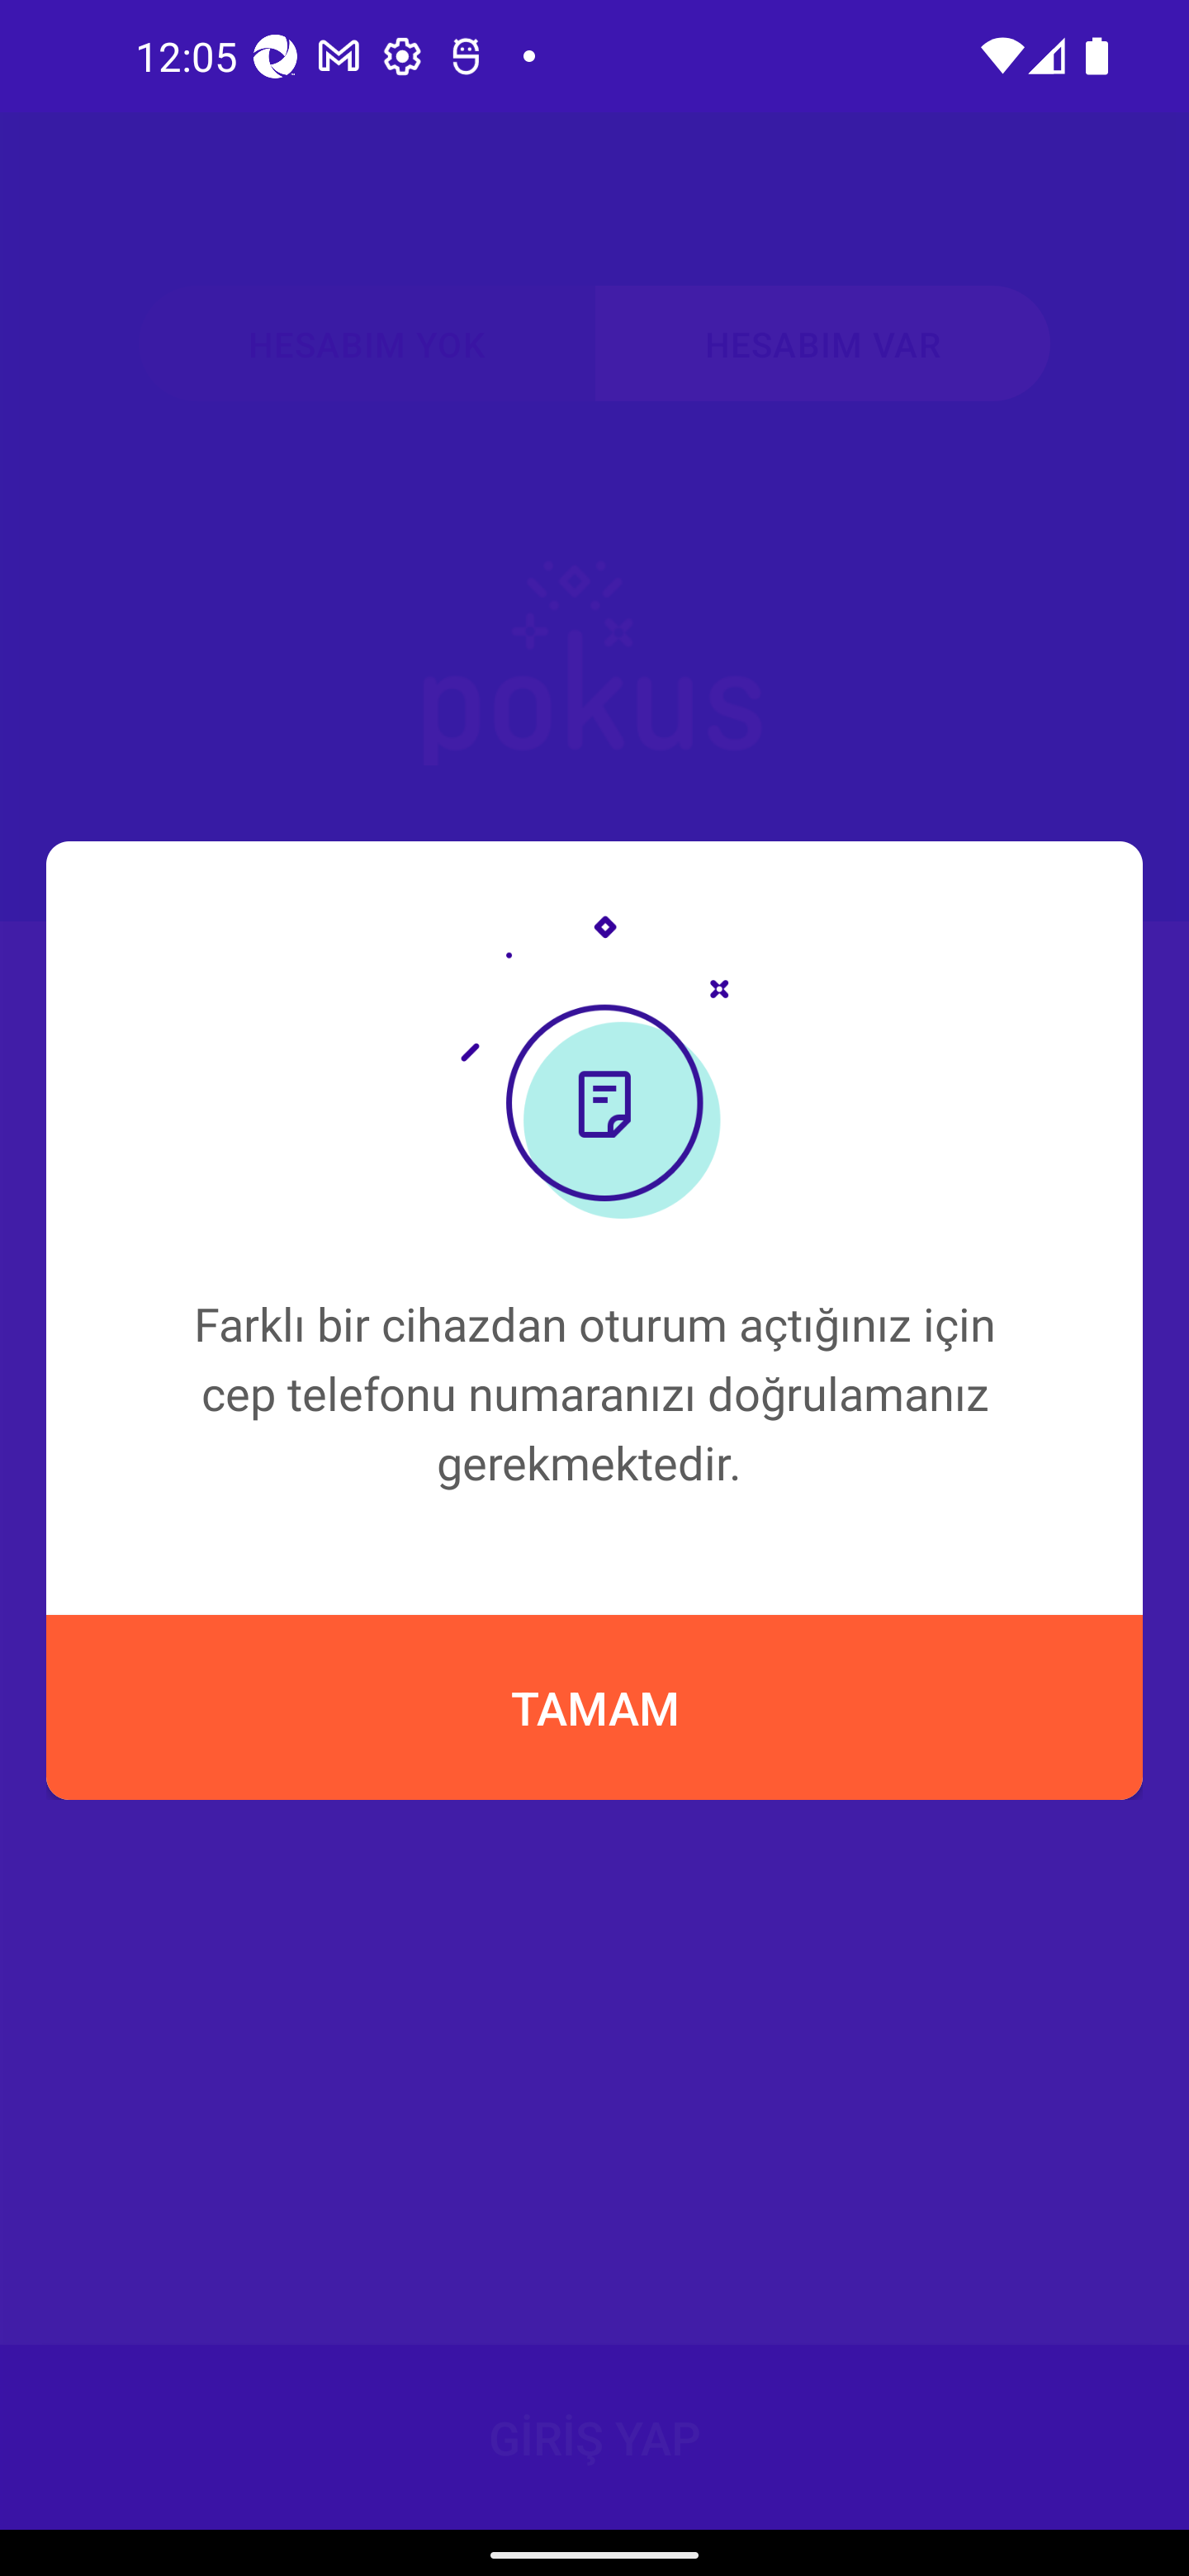 12:05
HESABIM YOK
HESABIM VAR
pokus
Farklı bir cihazdan oturum açtığınız için
cep telefonu numaranızı doğrulamanız
gerekmektedir.
TAMAM
GİRİŞ YAP